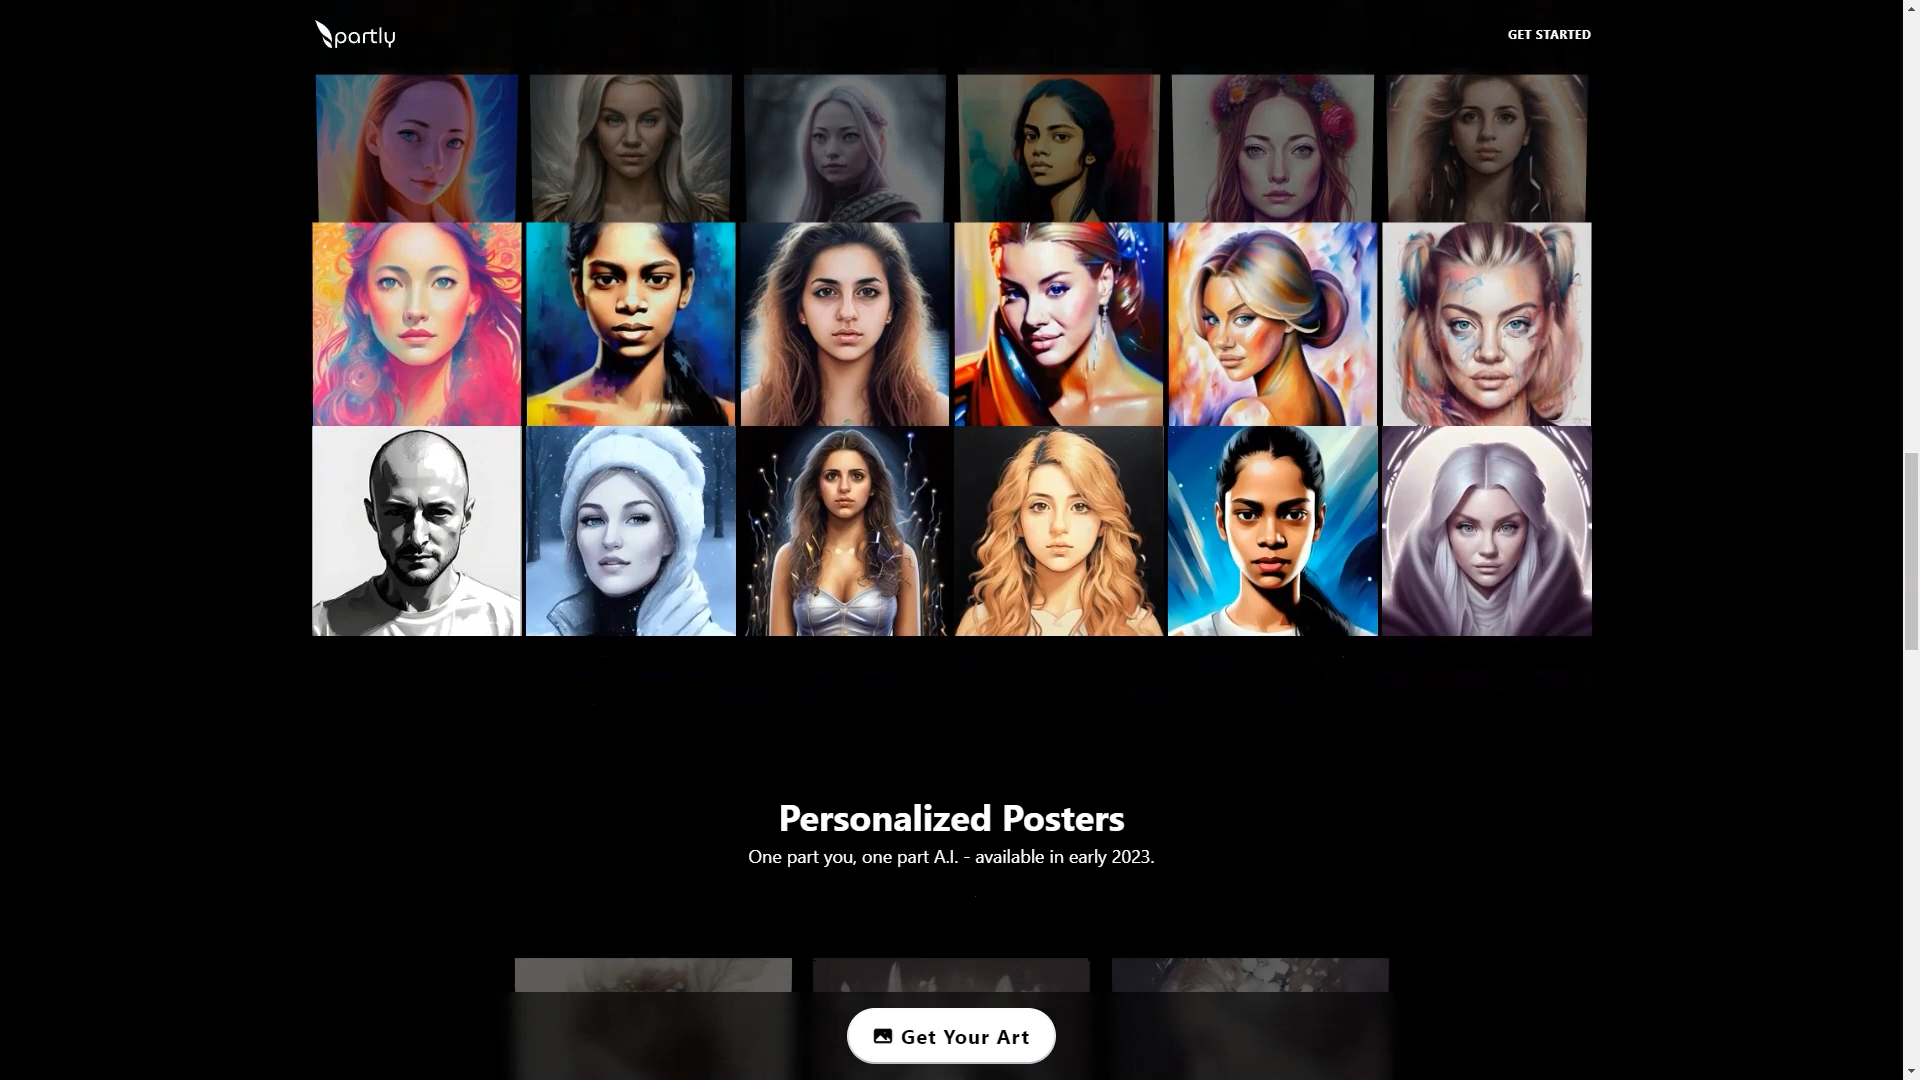 partly
GET STARTED
Personalized Posters
One part you, one part A.I. - available in early 2023.
Get Your Art